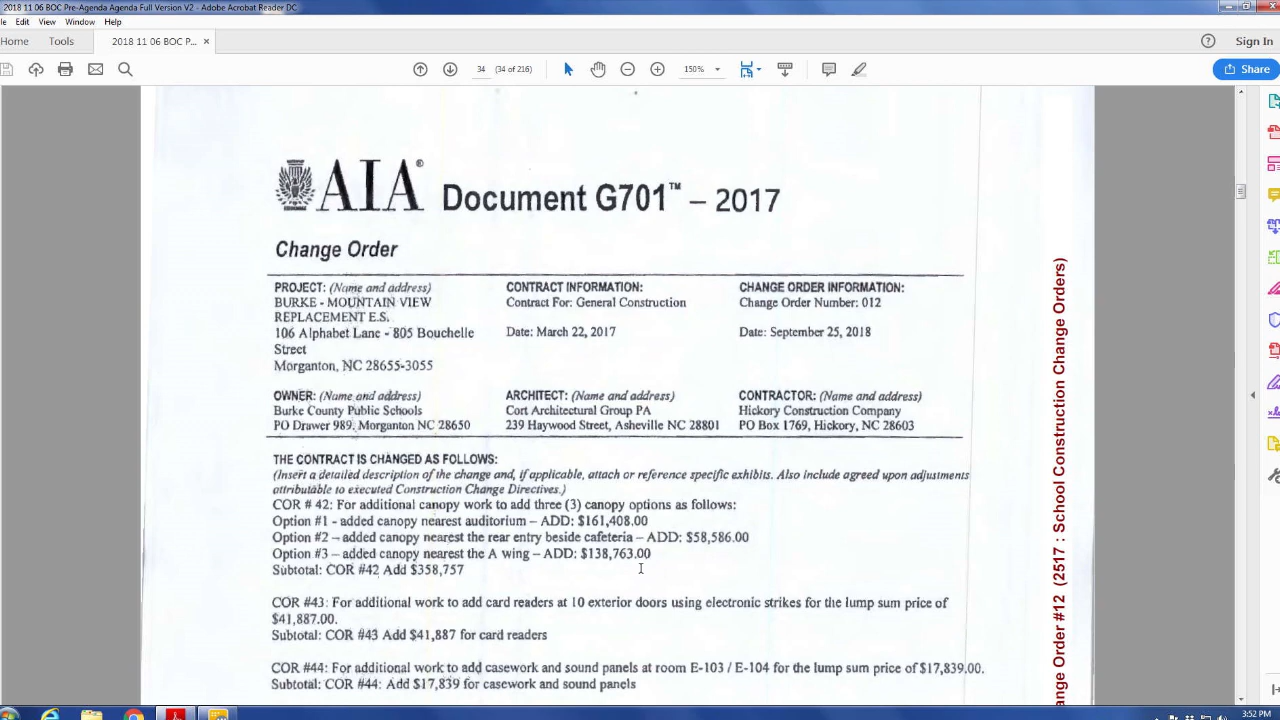 2018 11 06 BOC Pre-Agenda Agenda Full Version V2 - Adobe Acrobat Reader DC
Edit View Window Help
Home Tools 2018 11 06 BOC P... × Sign In
34 (34 of 216) 150% Share
AIA® Document G701™ – 2017
Change Order
PROJECT: (Name and address)
BURKE - MOUNTAIN VIEW
REPLACEMENT E.S.
106 Alphabet Lane - 805 Bouchelle
Street
Morganton, NC 28655-3055
CONTRACT INFORMATION:
Contract For: General Construction
Date: March 22, 2017
CHANGE ORDER INFORMATION:
Change Order Number: 012
Date: September 25, 2018
OWNER: (Name and address)
Burke County Public Schools
PO Drawer 989, Morganton NC 28650
ARCHITECT: (Name and address)
Cort Architectural Group PA
239 Haywood Street, Asheville NC 28801
CONTRACTOR: (Name and address)
Hickory Construction Company
PO Box 1769, Hickory, NC 28603
THE CONTRACT IS CHANGED AS FOLLOWS:
(Insert a detailed description of the change and, if applicable, attach or reference specific exhibits. Also include agreed upon adjustments
attributable to executed Construction Change Directives.)
COR # 42: For additional canopy work to add three (3) canopy options as follows:
Option #1 - added canopy nearest auditorium – ADD: $161,408.00
Option #2 – added canopy nearest the rear entry beside cafeteria – ADD: $58,586.00
Option #3 – added canopy nearest the A wing – ADD: $138,763.00
Subtotal: COR #42 Add $358,757
COR #43: For additional work to add card readers at 10 exterior doors using electronic strikes for the lump sum price of
$41,887.00.
Subtotal: COR #43 Add $41,887 for card readers
COR #44: For additional work to add casework and sound panels at room E-103 / E-104 for the lump sum price of $17,839.00.
Subtotal: COR #44: Add $17,839 for casework and sound panels
ange Order #12 (2517 : School Construction Change Orders)
3:52 PM